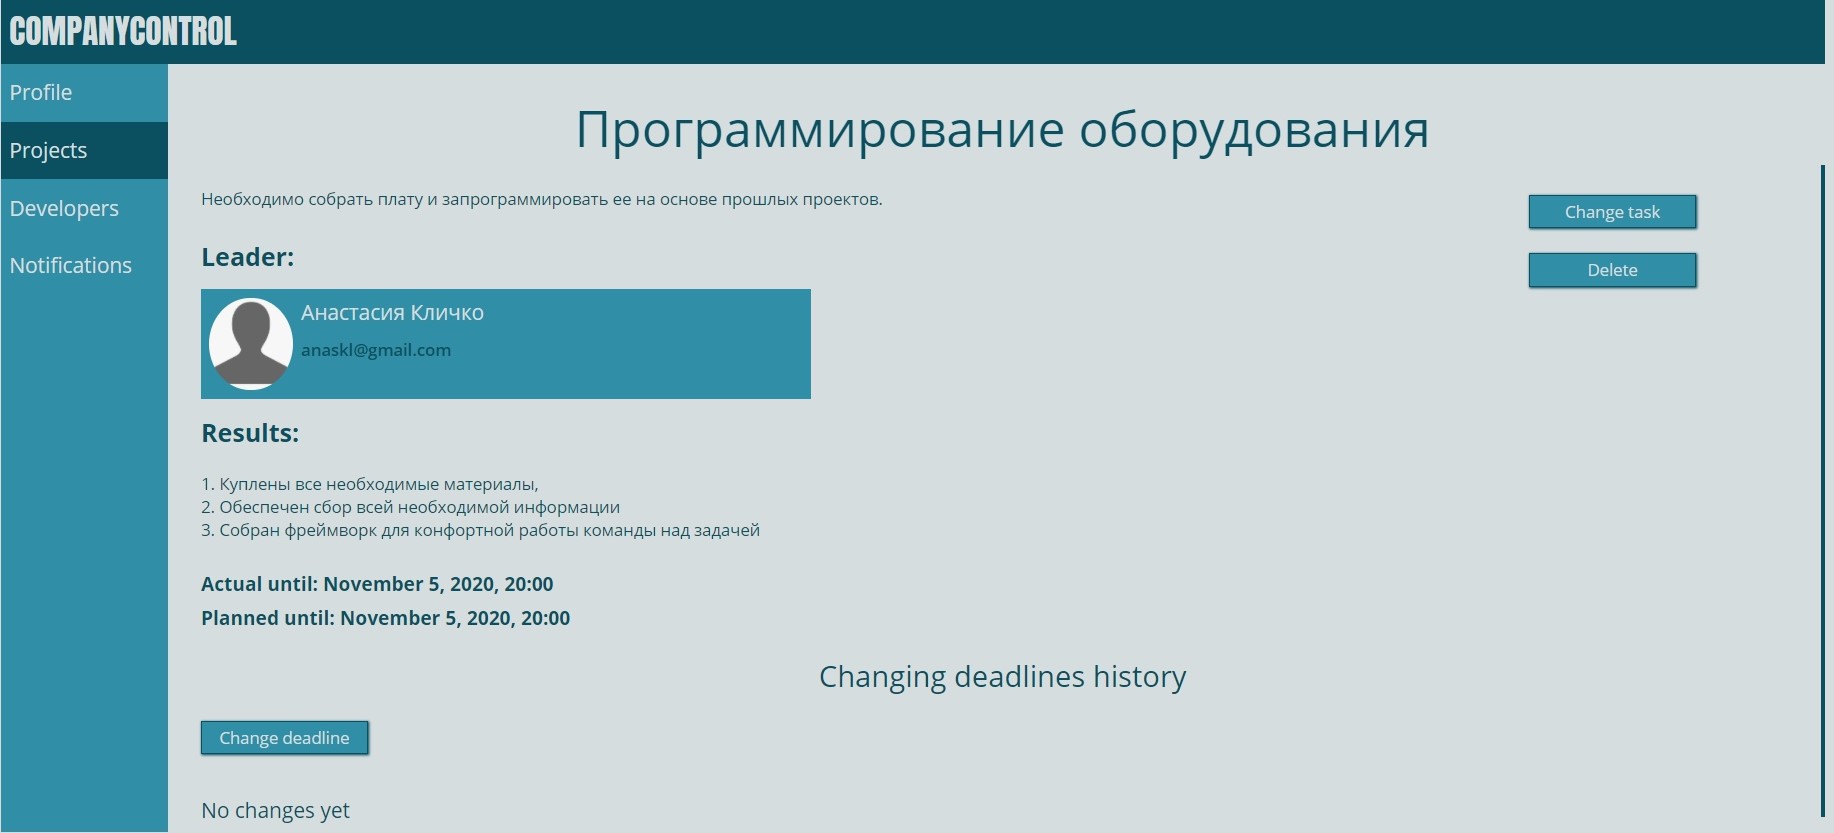 COMPANYCONTROL
Profile
Projects
Developers
Notifications
Программирование оборудования
Необходимо собрать плату и запрограммировать ее на основе прошлых проектов.
Change task
Delete
Leader:
Анастасия Кличко
anaskl@gmail.com
Results:
1. Куплены все необходимые материалы,
2. Обеспечен сбор всей необходимой информации
3. Собран фреймворк для конфортной работы команды над задачей
Actual until: November 5, 2020, 20:00
Planned until: November 5, 2020, 20:00
Changing deadlines history
Change deadline
No changes yet